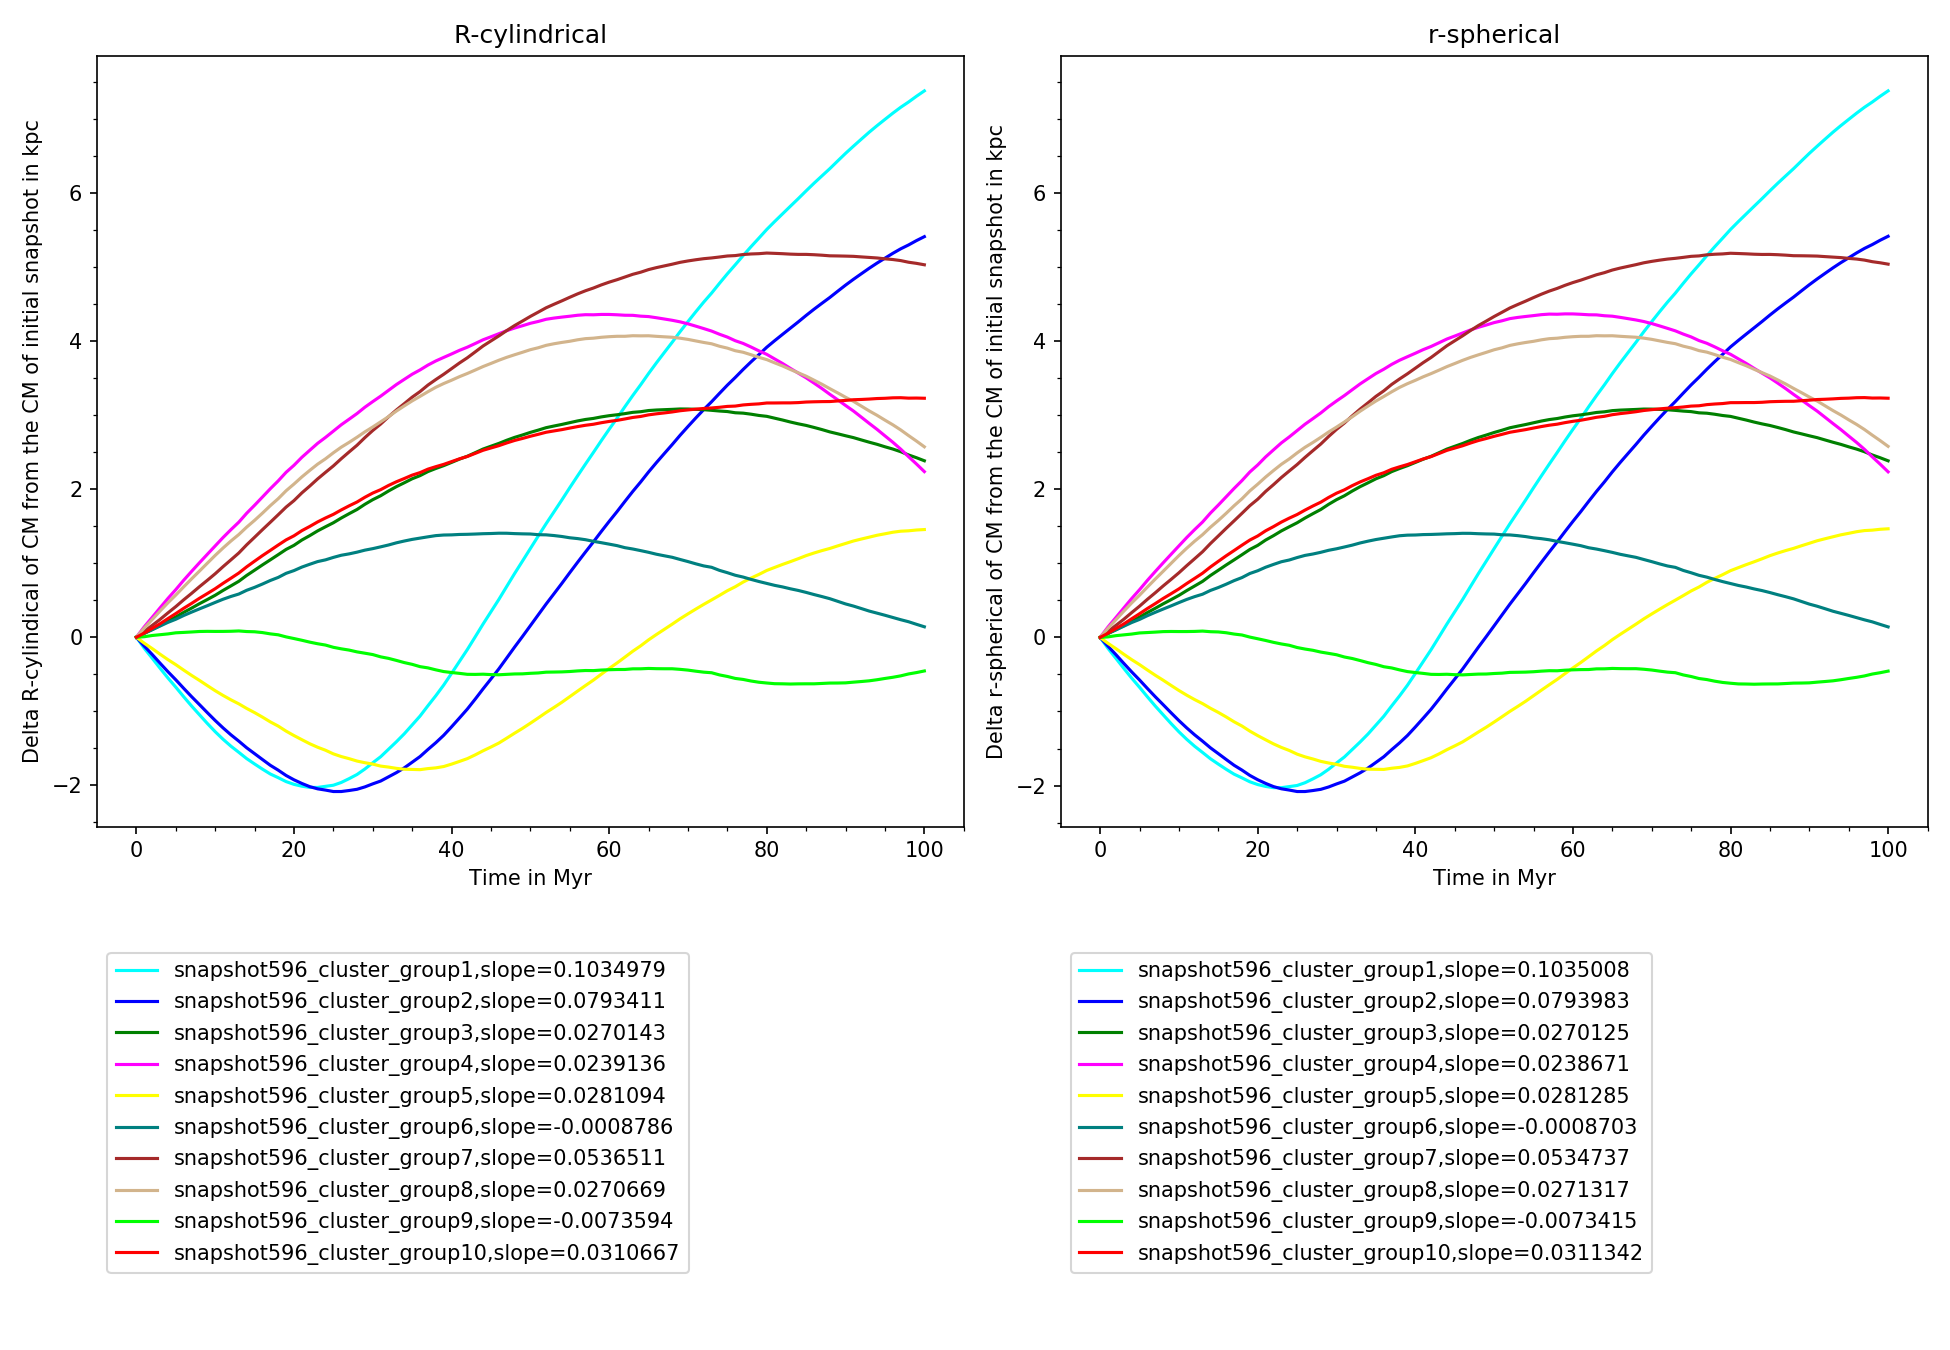 R-cylindrical
Delta R-cylindical of CM from the CM of initial snapshot in kpc
6
4
2
0
−2
0 20 40 60 80 100
Time in Myr
snapshot596_cluster_group1,slope=0.1034979
snapshot596_cluster_group2,slope=0.0793411
snapshot596_cluster_group3,slope=0.0270143
snapshot596_cluster_group4,slope=0.0239136
snapshot596_cluster_group5,slope=0.0281094
snapshot596_cluster_group6,slope=-0.0008786
snapshot596_cluster_group7,slope=0.0536511
snapshot596_cluster_group8,slope=0.0270669
snapshot596_cluster_group9,slope=-0.0073594
snapshot596_cluster_group10,slope=0.0310667
r-spherical
Delta r-spherical of CM from the CM of initial snapshot in kpc
6
4
2
0
−2
0 20 40 60 80 100
Time in Myr
snapshot596_cluster_group1,slope=0.1035008
snapshot596_cluster_group2,slope=0.0793983
snapshot596_cluster_group3,slope=0.0270125
snapshot596_cluster_group4,slope=0.0238671
snapshot596_cluster_group5,slope=0.0281285
snapshot596_cluster_group6,slope=-0.0008703
snapshot596_cluster_group7,slope=0.0534737
snapshot596_cluster_group8,slope=0.0271317
snapshot596_cluster_group9,slope=-0.0073415
snapshot596_cluster_group10,slope=0.0311342